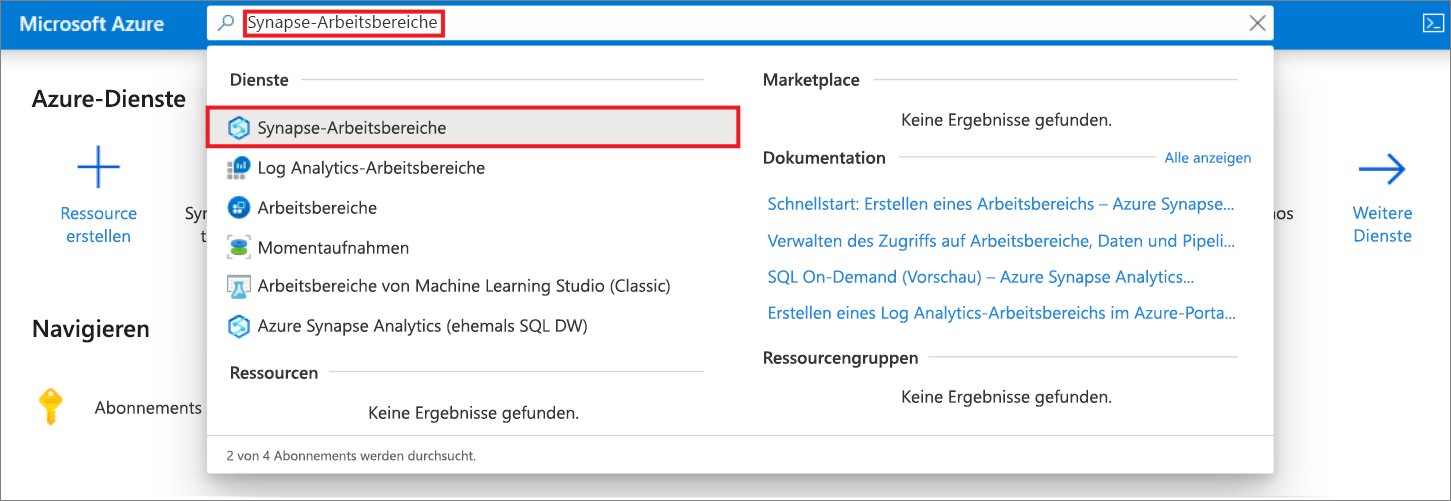 Microsoft Azure
Synapse-Arbeitsbereiche
Azure-Dienste
Ressource
erstellen
Syn
t
nos
Weitere
Dienste
Navigieren
Abonnements
Dienste
Synapse-Arbeitsbereiche
Log Analytics-Arbeitsbereiche
Arbeitsbereiche
Momentaufnahmen
Arbeitsbereiche von Machine Learning Studio (Classic)
Azure Synapse Analytics (ehemals SQL DW)
Ressourcen
Keine Ergebnisse gefunden.
Marketplace
Keine Ergebnisse gefunden.
Dokumentation
Alle anzeigen
Schnellstart: Erstellen eines Arbeitsbereichs – Azure Synapse...
Verwalten des Zugriffs auf Arbeitsbereiche, Daten und Pipeli...
SQL On-Demand (Vorschau) – Azure Synapse Analytics...
Erstellen eines Log Analytics-Arbeitsbereichs im Azure-Porta...
Ressourcengruppen
Keine Ergebnisse gefunden.
2 von 4 Abonnements werden durchsucht.